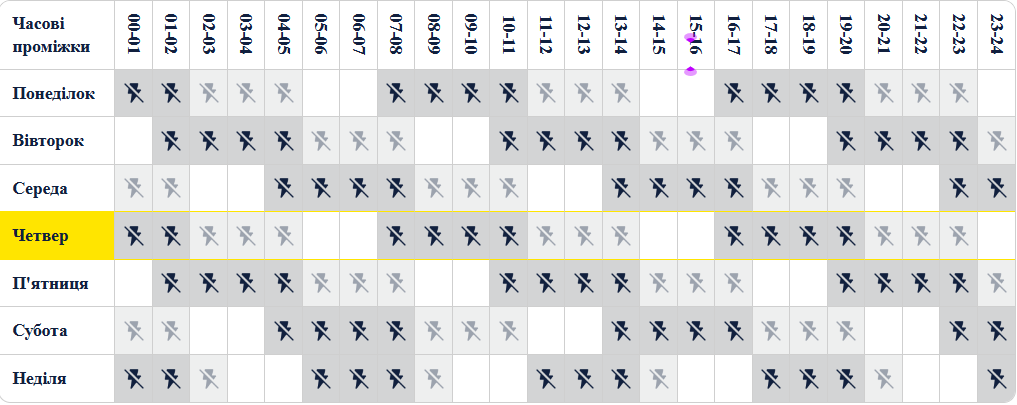 Часові
проміжки
00-01 01-02 02-03 03-04 04-05 05-06 06-07 07-08 08-09 09-10 10-11 11-12 12-13 13-14 14-15 15-16 16-17 17-18 18-19 19-20 20-21 21-22 22-23 23-24
Понеділок
Вівторок
Середа
Четвер
П'ятниця
Субота
Неділя